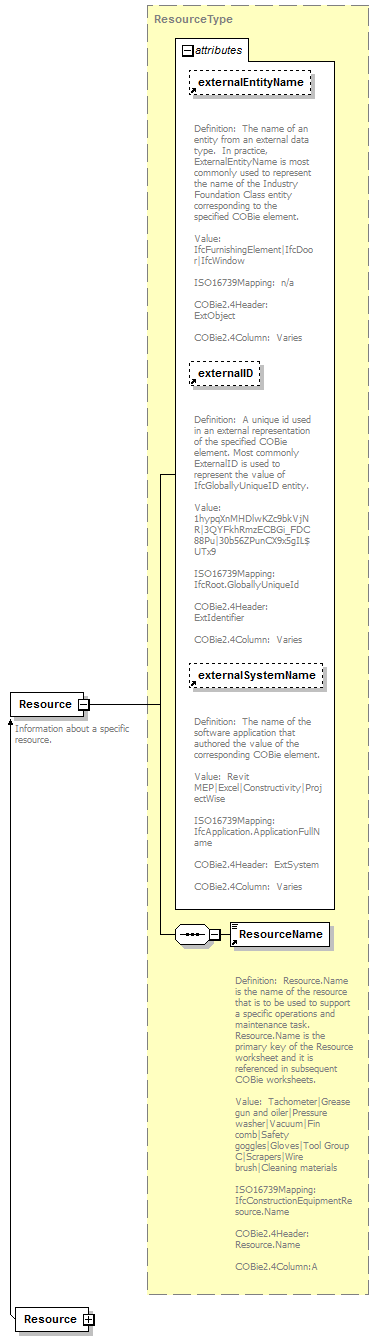 ResourceType
attributes
externalEntityName
Definition:  The name of an
entity from an external data
type.  In practice,
ExternalEntityName is most
commonly used to represent
the name of the Industry
Foundation Class entity
corresponding to the
specified COBie element.
Value:
IfcFurnishingElement|IfcDoo
r|IfcWindow
ISO16739Mapping:  n/a
COBie2.4Header:
ExtObject
COBie2.4Column:  Varies
externalID
Definition:  A unique id used
in an external representation
of the specified COBie
element. Most commonly
ExternalID is used to
represent the value of
IfcGloballyUniqueID entity.
Value:
1hypqXnMHDlwKZc9bkVjN
R|3QYFkhRmzECBGi_FDC
88Pu|30b56ZPunCX9x5gIL$
UTx9
ISO16739Mapping:
IfcRoot.GloballyUniqueId
COBie2.4Header:
ExtIdentifier
COBie2.4Column:  Varies
externalSystemName
Definition:  The name of the
software application that
authored the value of the
corresponding COBie element.
Value:  Revit
MEP|Excel|Constructivity|Proj
ectWise
ISO16739Mapping:
IfcApplication.ApplicationFullN
ame
COBie2.4Header:  ExtSystem
COBie2.4Column:  Varies
Resource
Information about a specific
resource.
ResourceName
Definition:  Resource.Name
is the name of the resource
that is to be used to support
a specific operations and
maintenance task.
Resource.Name is the
primary key of the Resource
worksheet and it is
referenced in subsequent
COBie worksheets.
Value:  Tachometer|Grease
gun and oiler|Pressure
washer|Vacuum|Fin
comb|Safety
goggles|Gloves|Tool Group
C|Scrapers|Wire
brush|Cleaning materials
ISO16739Mapping:
IfcConstructionEquipmentRe
source.Name
COBie2.4Header:
Resource.Name
COBie2.4Column:A
Resource